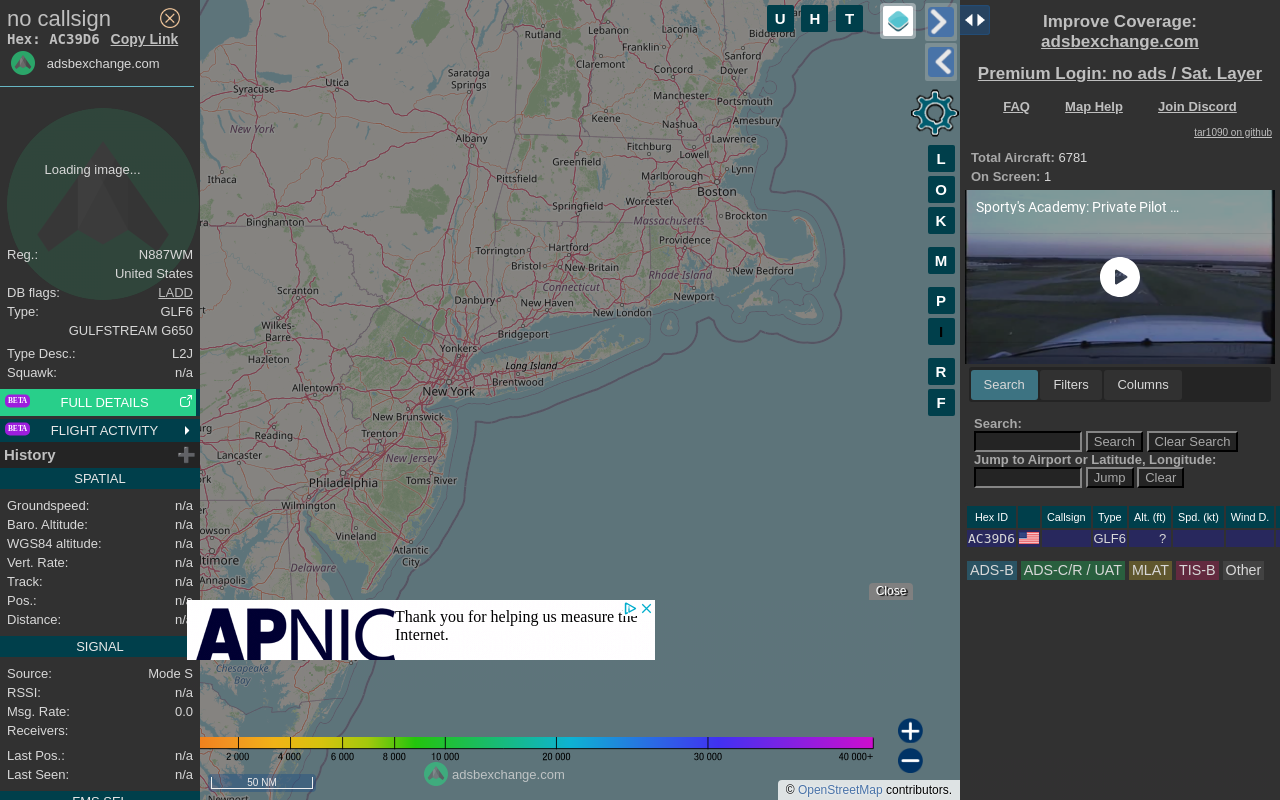 no callsign
Hex: AC39D6 Copy Link
adsbexchange.com
Loading image...
Reg.: N887WM
United States
DB flags: LADD
Type: GLF6
GULFSTREAM G650
Type Desc.: L2J
Squawk: n/a
BETA FULL DETAILS
BETA FLIGHT ACTIVITY
History
SPATIAL
Groundspeed: n/a
Baro. Altitude: n/a
WGS84 altitude: n/a
Vert. Rate: n/a
Track: n/a
Pos.: n/a
Distance:
SIGNAL
Source: Mode S
RSSI: n/a
Msg. Rate: 0.0
Receivers:
Last Pos.: n/a
Last Seen: n/a
FMS SEL
U H T
L
O
K
M
P
I
R
F
Rutland
Lebanon
Laconia
Biddeford
Franklin
Sanford
Claremont
Concord
Dover
Utica
Saratoga
Springs
Syracuse
Manchester
Portsmouth
Keene
Nashua
Amesbury
New York
Albany
Lawrence
Fitchburg
Greenfield
Lowell
Lynn
Ithaca
Pittsfield
Marlborough
Boston
Worcester
Springfield
Massachusetts
Brockton
Binghamton
Providence
Torrington
Hartford
Bristol
New Britain
New Bedford
Rhode Island
Connecticut
Scranton
Danbury
New Haven
Newport
New London
Wilkes-
Barre
Bridgeport
Hazleton
Yonkers
Long Island
Brentwood
Allentown
New York
New Brunswick
Reading
Trenton
Lancaster
New Jersey
Philadelphia
Toms River
Wilmington
Vineland
Atlantic
City
Annapolis
Delaware
Close
APNIC
Thank you for helping us measure the
Internet.
Chesapeake
Bay
2 000 4 000 6 000 8 000 10 000 20 000 30 000 40 000+
adsbexchange.com
50 NM
Newport
© OpenStreetMap contributors.
Improve Coverage:
adsbexchange.com
Premium Login: no ads / Sat. Layer
FAQ Map Help Join Discord
tar1090 on github
Total Aircraft: 6781
On Screen: 1
Sporty's Academy: Private Pilot ...
Search Filters Columns
Search:
Search Clear Search
Jump to Airport or Latitude, Longitude:
Jump Clear
Hex ID Callsign Type Alt. (ft) Spd. (kt) Wind D.
AC39D6 GLF6 ?
ADS-B ADS-C/R / UAT MLAT TIS-B Other